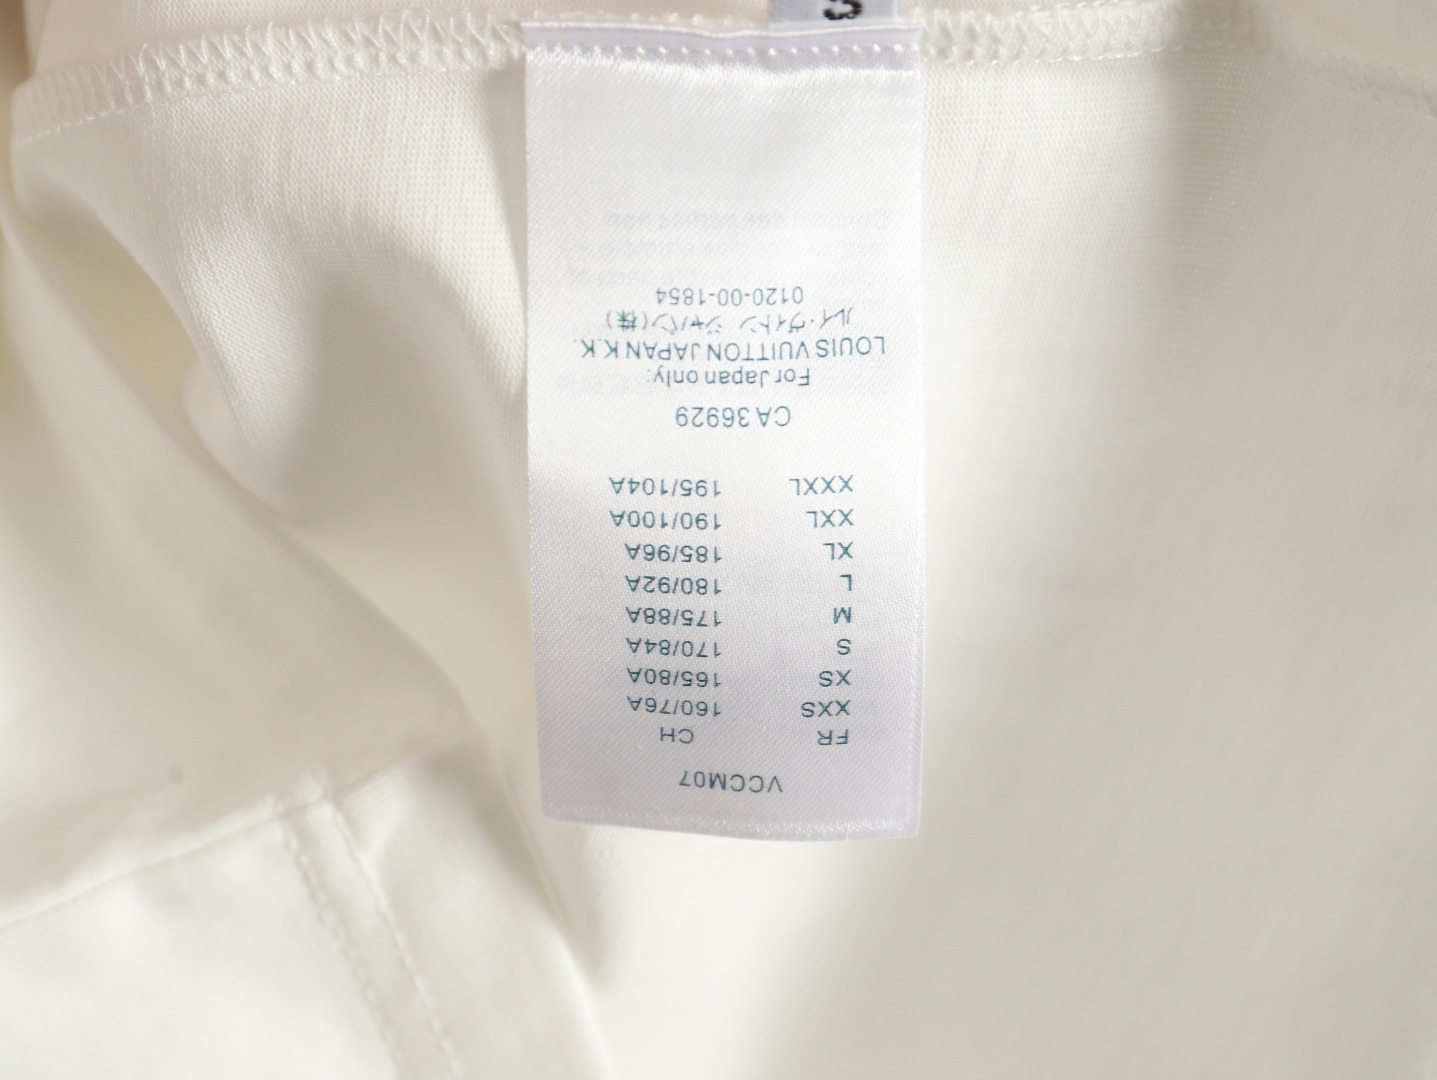 VCCM07
FR CH
XXS 160/76A
XS 165/80A
S 170/84A
M 175/88A
L 180/92A
XL 185/96A
XXL 190/100A
XXXL 195/104A
CA 36929
For Japan only:
LOUIS VUITTON JAPAN K.K.
ルイ・ヴィトン ジャパン(株)
0120-00-1854
S